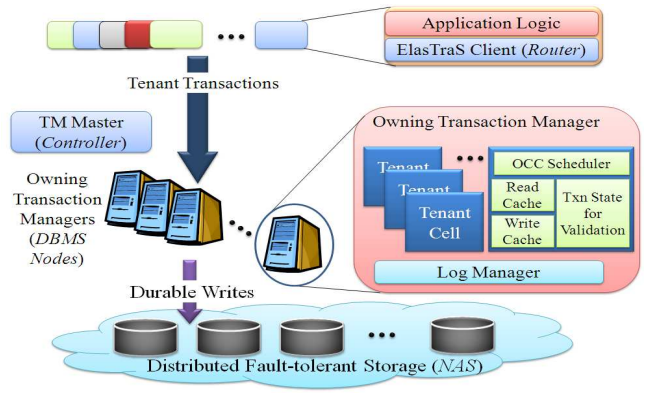 Application Logic
ElasTraS Client (Router)
Tenant Transactions
TM Master
(Controller)
Owning Transaction Manager
Owning
Transaction
Managers
(DBMS
Nodes)
Tenant
Tenant
Tenant
Cell
OCC Scheduler
Read
Cache
Write
Cache
Txn State
for
Validation
Log Manager
Durable Writes
Distributed Fault-tolerant Storage (NAS)